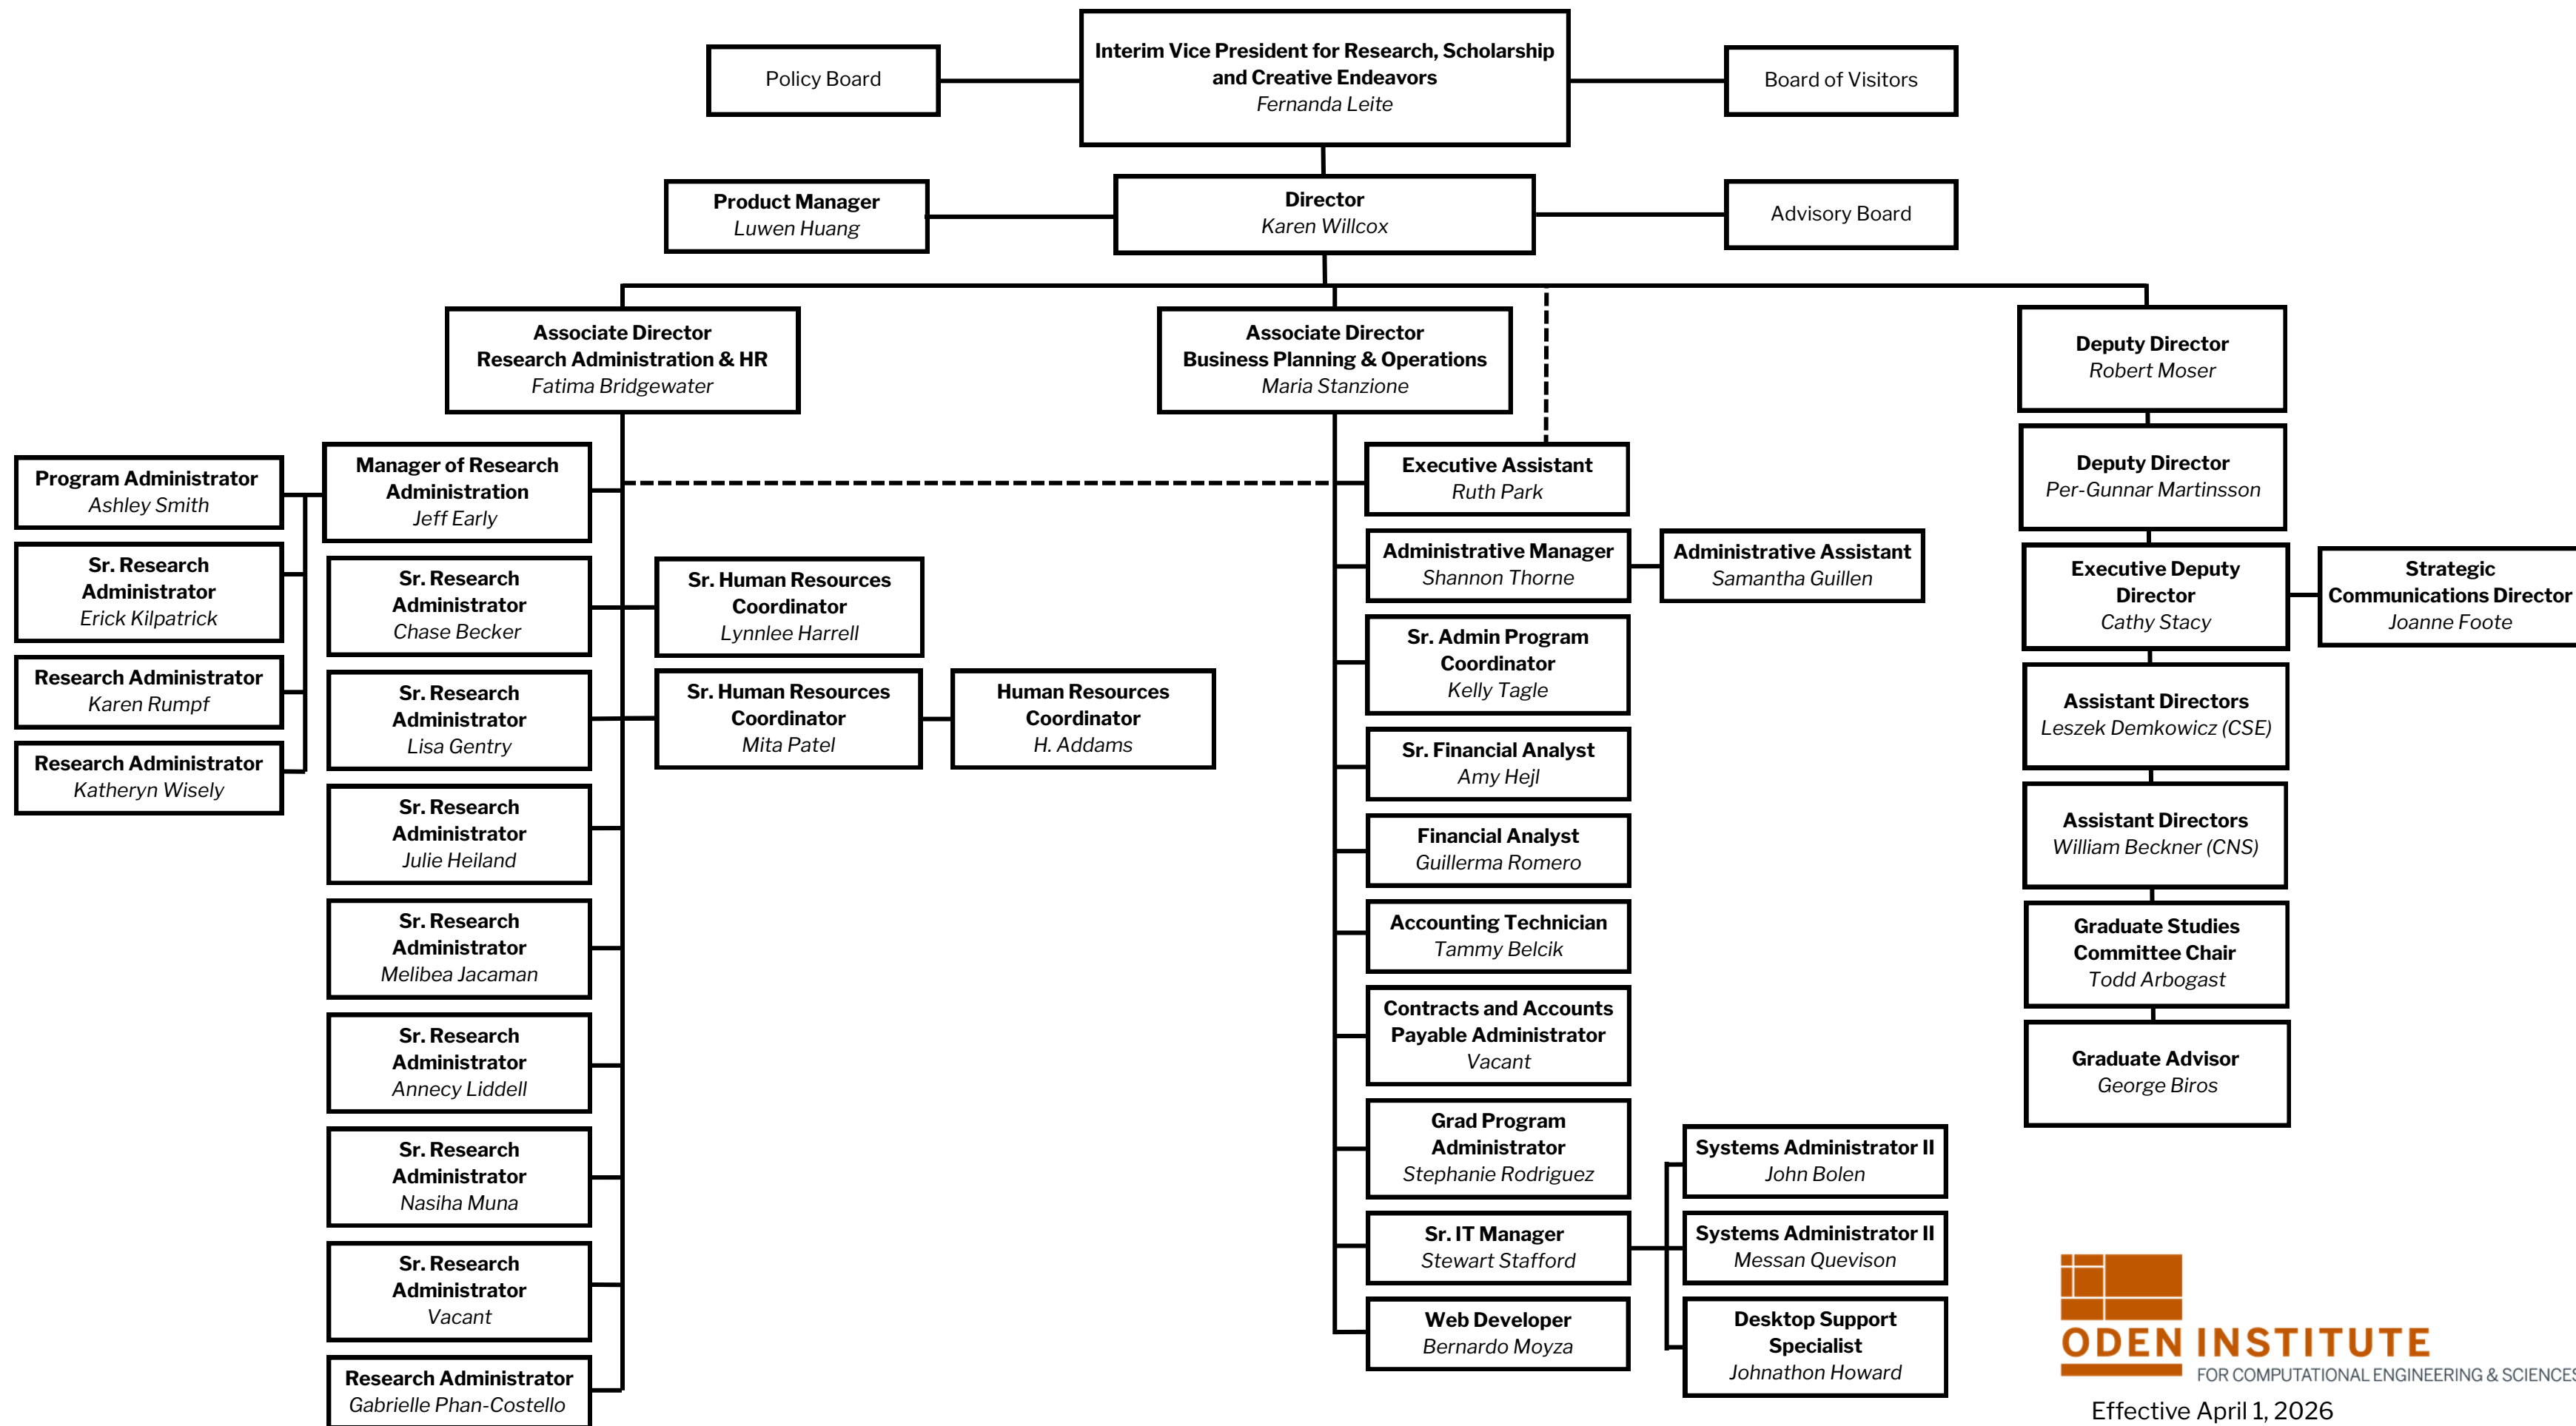 Interim Vice President for Research, Scholarship
and Creative Endeavors
Fernanda Leite
Policy Board
Board of Visitors
Product Manager
Luwen Huang
Director
Karen Willcox
Advisory Board
Associate Director
Research Administration & HR
Fatima Bridgewater
Associate Director
Business Planning & Operations
Maria Stanzione
Deputy Director
Robert Moser
Program Administrator
Ashley Smith
Sr. Research
Administrator
Erick Kilpatrick
Research Administrator
Karen Rumpf
Research Administrator
Katheryn Wisely
Manager of Research
Administration
Jeff Early
Sr. Research
Administrator
Chase Becker
Sr. Research
Administrator
Lisa Gentry
Sr. Research
Administrator
Julie Heiland
Sr. Research
Administrator
Melibea Jacaman
Sr. Research
Administrator
Annecy Liddell
Sr. Research
Administrator
Nasiha Muna
Sr. Research
Administrator
Vacant
Research Administrator
Gabrielle Phan-Costello
Sr. Human Resources
Coordinator
Lynnlee Harrell
Sr. Human Resources
Coordinator
Mita Patel
Human Resources
Coordinator
H. Addams
Executive Assistant
Ruth Park
Administrative Manager
Shannon Thorne
Administrative Assistant
Samantha Guillen
Sr. Admin Program
Coordinator
Kelly Tagle
Sr. Financial Analyst
Amy Hejl
Financial Analyst
Guillerma Romero
Accounting Technician
Tammy Belcik
Contracts and Accounts
Payable Administrator
Vacant
Grad Program
Administrator
Stephanie Rodriguez
Sr. IT Manager
Stewart Stafford
Web Developer
Bernardo Moyza
Systems Administrator II
John Bolen
Systems Administrator II
Messan Quevison
Desktop Support
Specialist
Johnathon Howard
Deputy Director
Per-Gunnar Martinsson
Executive Deputy
Director
Cathy Stacy
Strategic
Communications Director
Joanne Foote
Assistant Directors
Leszek Demkowicz (CSE)
Assistant Directors
William Beckner (CNS)
Graduate Studies
Committee Chair
Todd Arbogast
Graduate Advisor
George Biros
ODEN INSTITUTE
FOR COMPUTATIONAL ENGINEERING & SCIENCES
Effective April 1, 2026